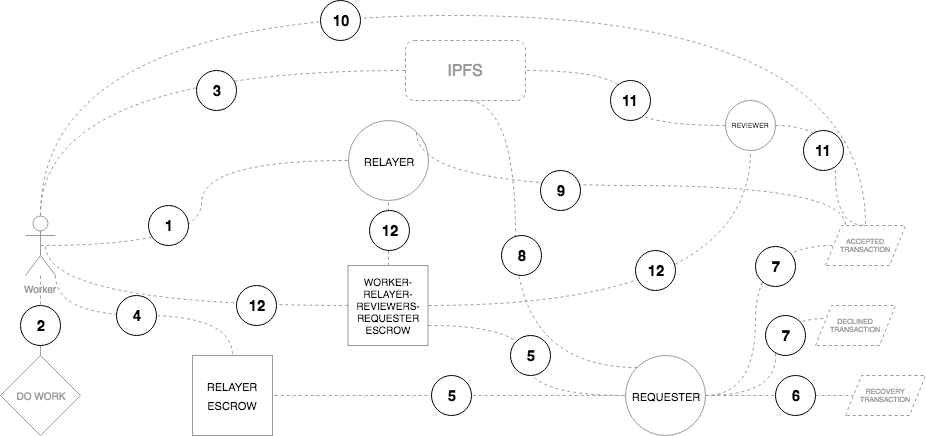 10
IPFS
3
11
REVIEWER
11
RELAYER
9
1
12
8
12
7
ACCEPTED
TRANSACTION
WORKER-
RELAYER-
REVIEWERS-
REQUESTER
ESCROW
Worker
12
4
2
7
DECLINED
TRANSACTION
5
DO WORK
RELAYER
ESCROW
5
REQUESTER
6
RECOVERY
TRANSACTION